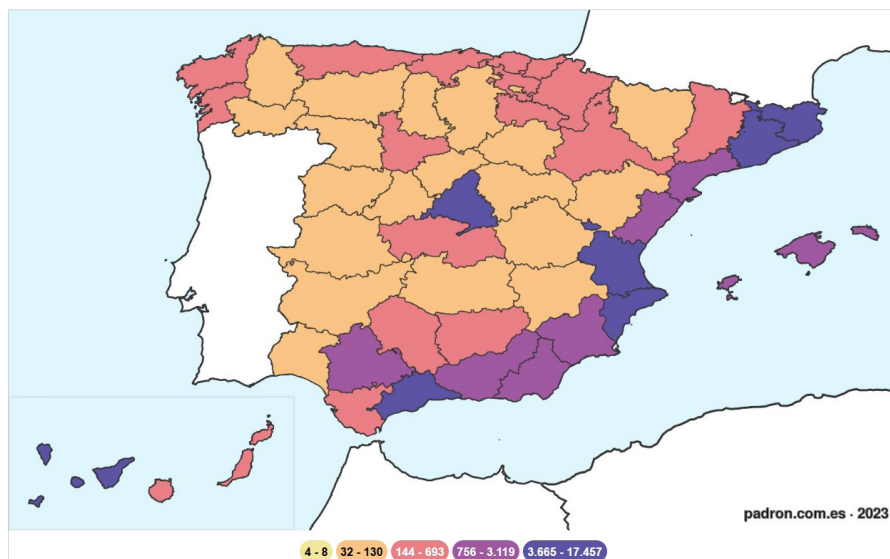 padron.com.es · 2023
4 - 8 32 - 130 144 - 693 756 - 3.119 3.665 - 17.457